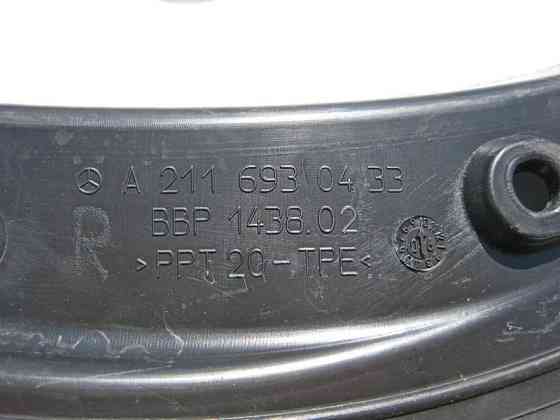 A 211 693 04 33
BBP 1438.02
R
>PPT 20-TPE<